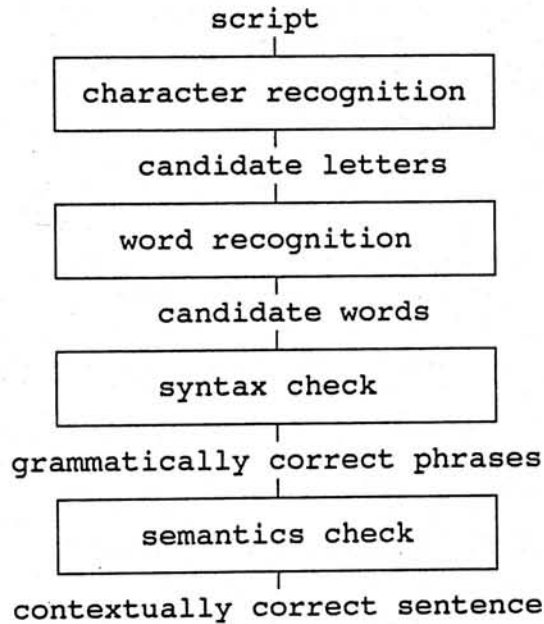 script
character recognition
candidate letters
word recognition
candidate words
syntax check
grammatically correct phrases
semantics check
contextually correct sentence